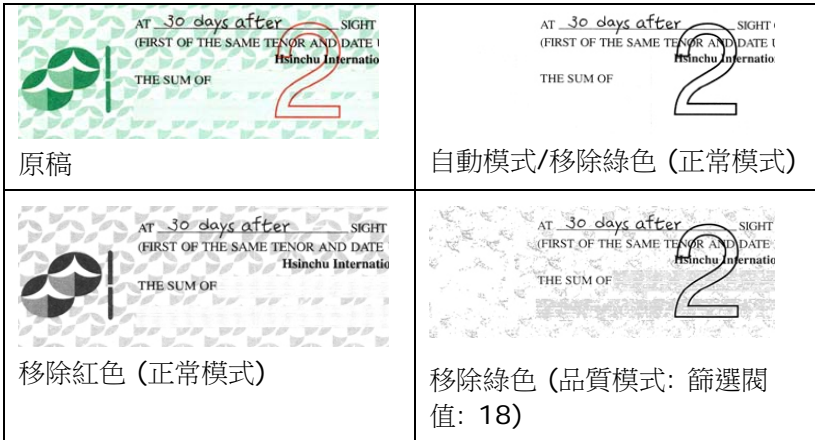 AT 30 days after SIGHT
(FIRST OF THE SAME TENOR AND DATE
Hsinchu Internatio
THE SUM OF
2
原稿
AT 30 days after SIGHT
(FIRST OF THE SAME TENOR AND DATE
Hsinchu Internatio
THE SUM OF
2
自動模式/移除綠色 (正常模式)
AT 30 days after SIGHT
(FIRST OF THE SAME TENOR AND DATE
Hsinchu Internatio
THE SUM OF
移除紅色 (正常模式)
AT 30 days after SIGHT
(FIRST OF THE SAME TENOR AND DATE
Hsinchu Internatio
THE SUM OF
2
移除綠色 (品質模式: 篩選閥
值: 18)